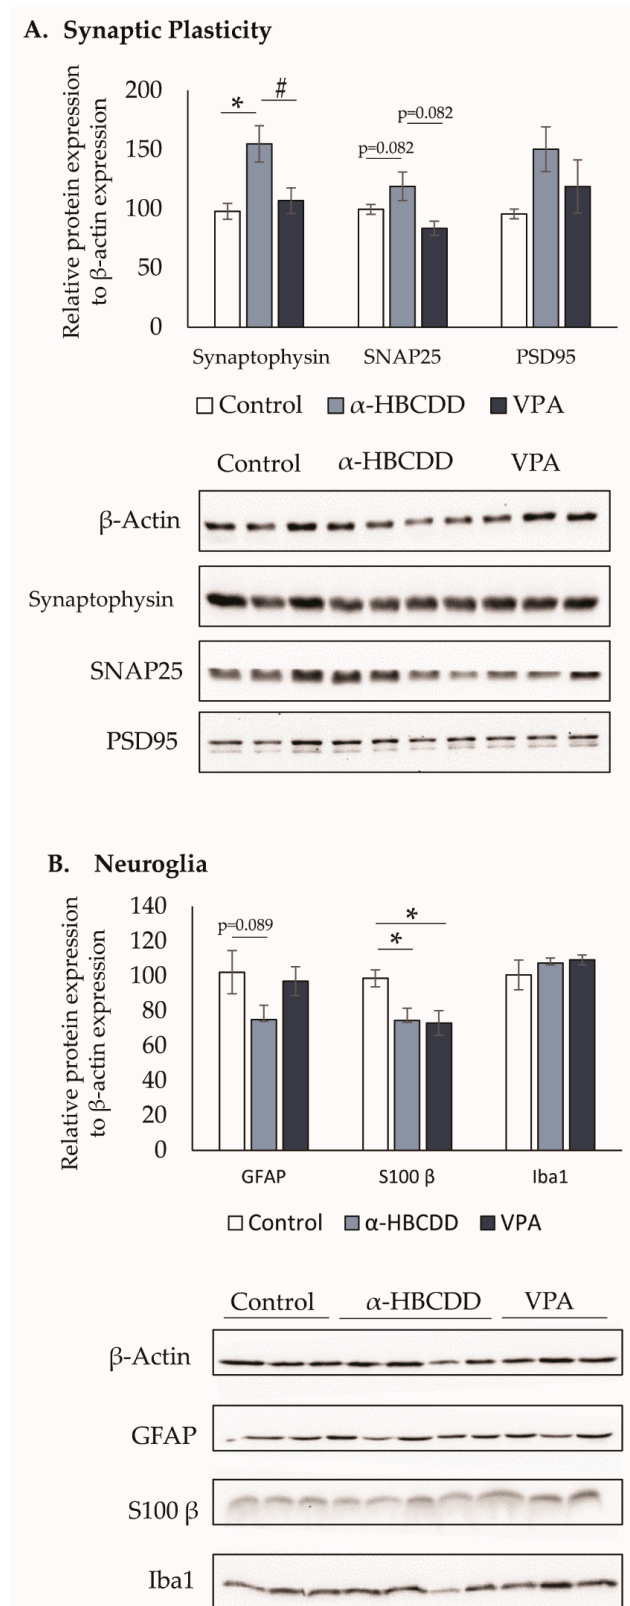 A. Synaptic Plasticity
Relative protein expression
to β-actin expression
200
150
100
50
0
*
#
p=0.082
p=0.082
Synaptophysin SNAP25 PSD95
Control α-HBCDD VPA
Control α-HBCDD VPA
β-Actin
Synaptophysin
SNAP25
PSD95
B. Neuroglia
Relative protein expression
to β-actin expression
140
120
100
80
60
40
20
0
p=0.089
*
*
GFAP S100 β Iba1
Control α-HBCDD VPA
Control α-HBCDD VPA
β-Actin
GFAP
S100 β
Iba1